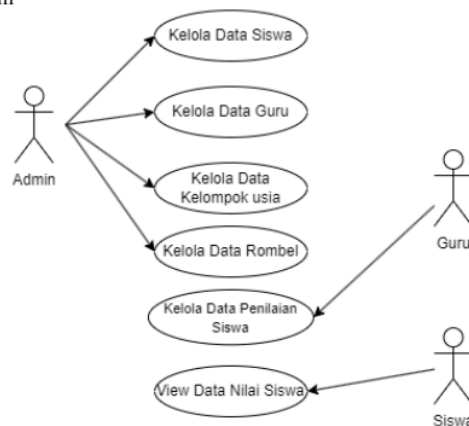 Kelola Data Siswa
Kelola Data Guru
Admin
Kelola Data
Kelompok usia
Guru
Kelola Data Rombel
Kelola Data Penilaian
Siswa
View Data Nilai Siswa
Siswa